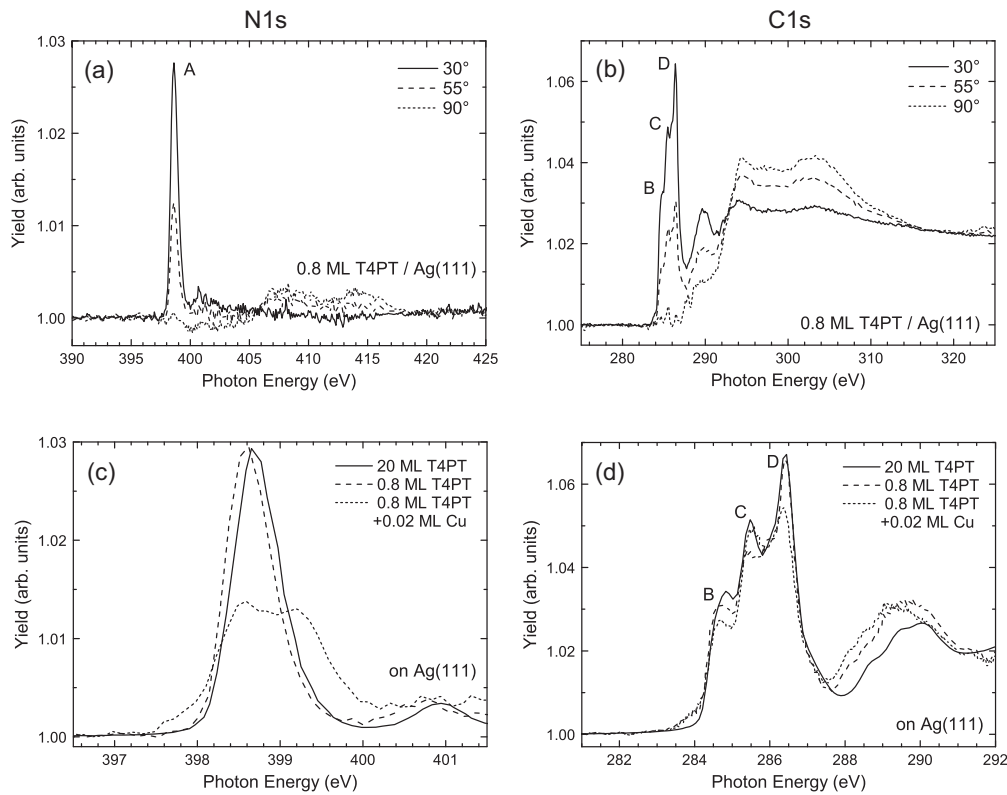 N1s
C1s
(a)
A
30°
55°
90°
0.8 ML T4PT / Ag(111)
1.03
1.02
1.01
1.00
Yield (arb. units)
390 395 400 405 410 415 420 425
Photon Energy (eV)
(b)
D
C
B
30°
55°
90°
0.8 ML T4PT / Ag(111)
1.06
1.04
1.02
1.00
Yield (arb. units)
280 290 300 310 320
Photon Energy (eV)
(c)
20 ML T4PT
0.8 ML T4PT
0.8 ML T4PT
+0.02 ML Cu
on Ag(111)
1.03
1.02
1.01
1.00
Yield (arb. units)
397 398 399 400 401
Photon Energy (eV)
(d)
D
C
B
20 ML T4PT
0.8 ML T4PT
0.8 ML T4PT
+0.02 ML Cu
on Ag(111)
1.06
1.04
1.02
1.00
Yield (arb. units)
282 284 286 288 290 292
Photon Energy (eV)